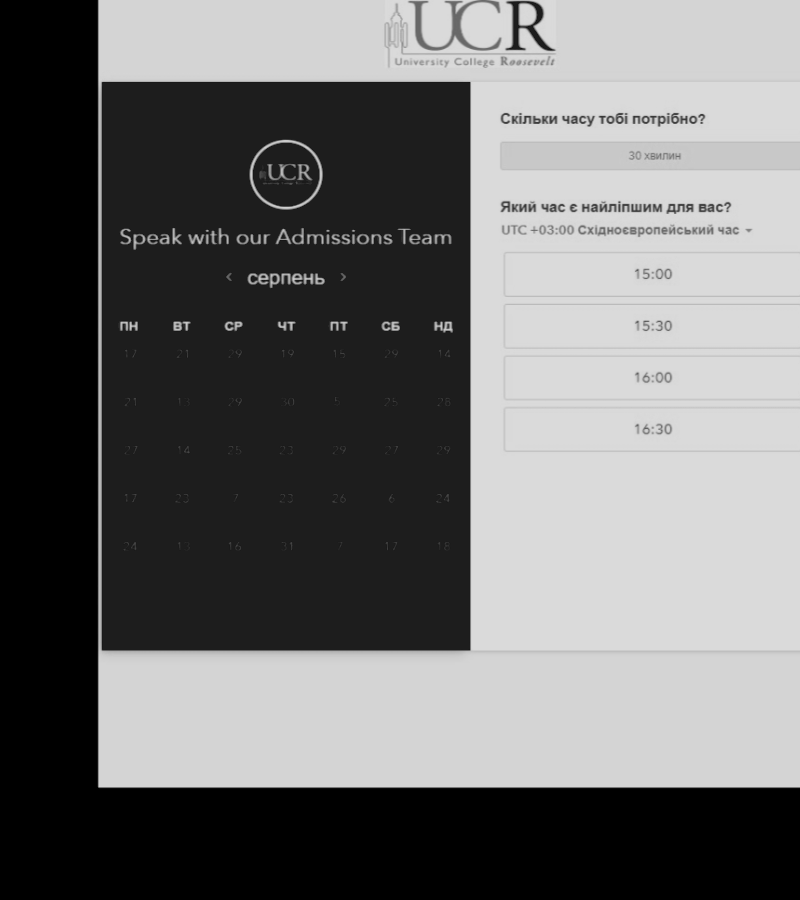 UCR
University College Roosevelt
UCR
Speak with our Admissions Team
серпень
ПН ВТ СР ЧТ ПТ СБ НД
17 21 29 19 15 29 14
21 13 29 30 5 25 28
27 14 25 23 29 27 29
17 23 7 23 26 6 24
24 13 16 31 7 17 18
Скільки часу тобі потрібно?
30 хвилин
Який час є найліпшим для вас?
UTC +03:00 Східноєвропейський час
15:00
15:30
16:00
16:30